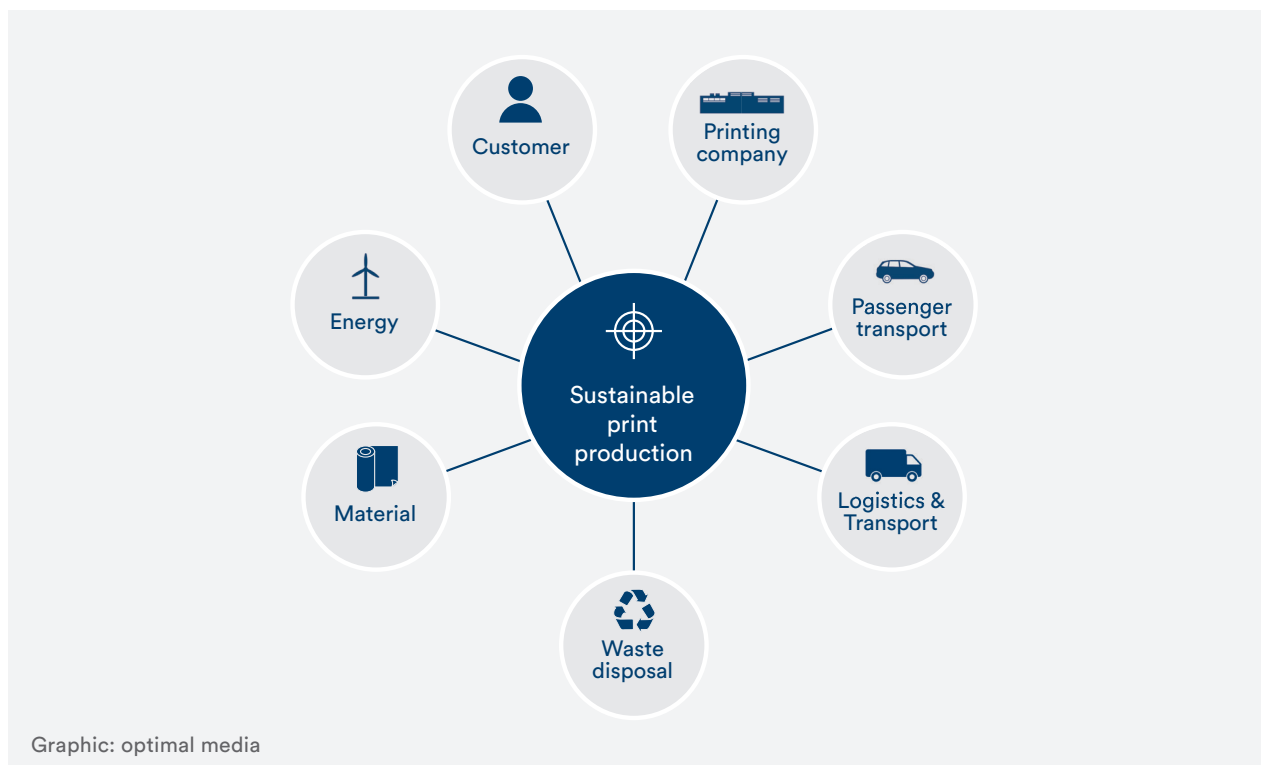 Customer
Printing
company
Energy
Passenger
transport
Sustainable
print
production
Material
Logistics &
Transport
Waste
disposal
Graphic: optimal media